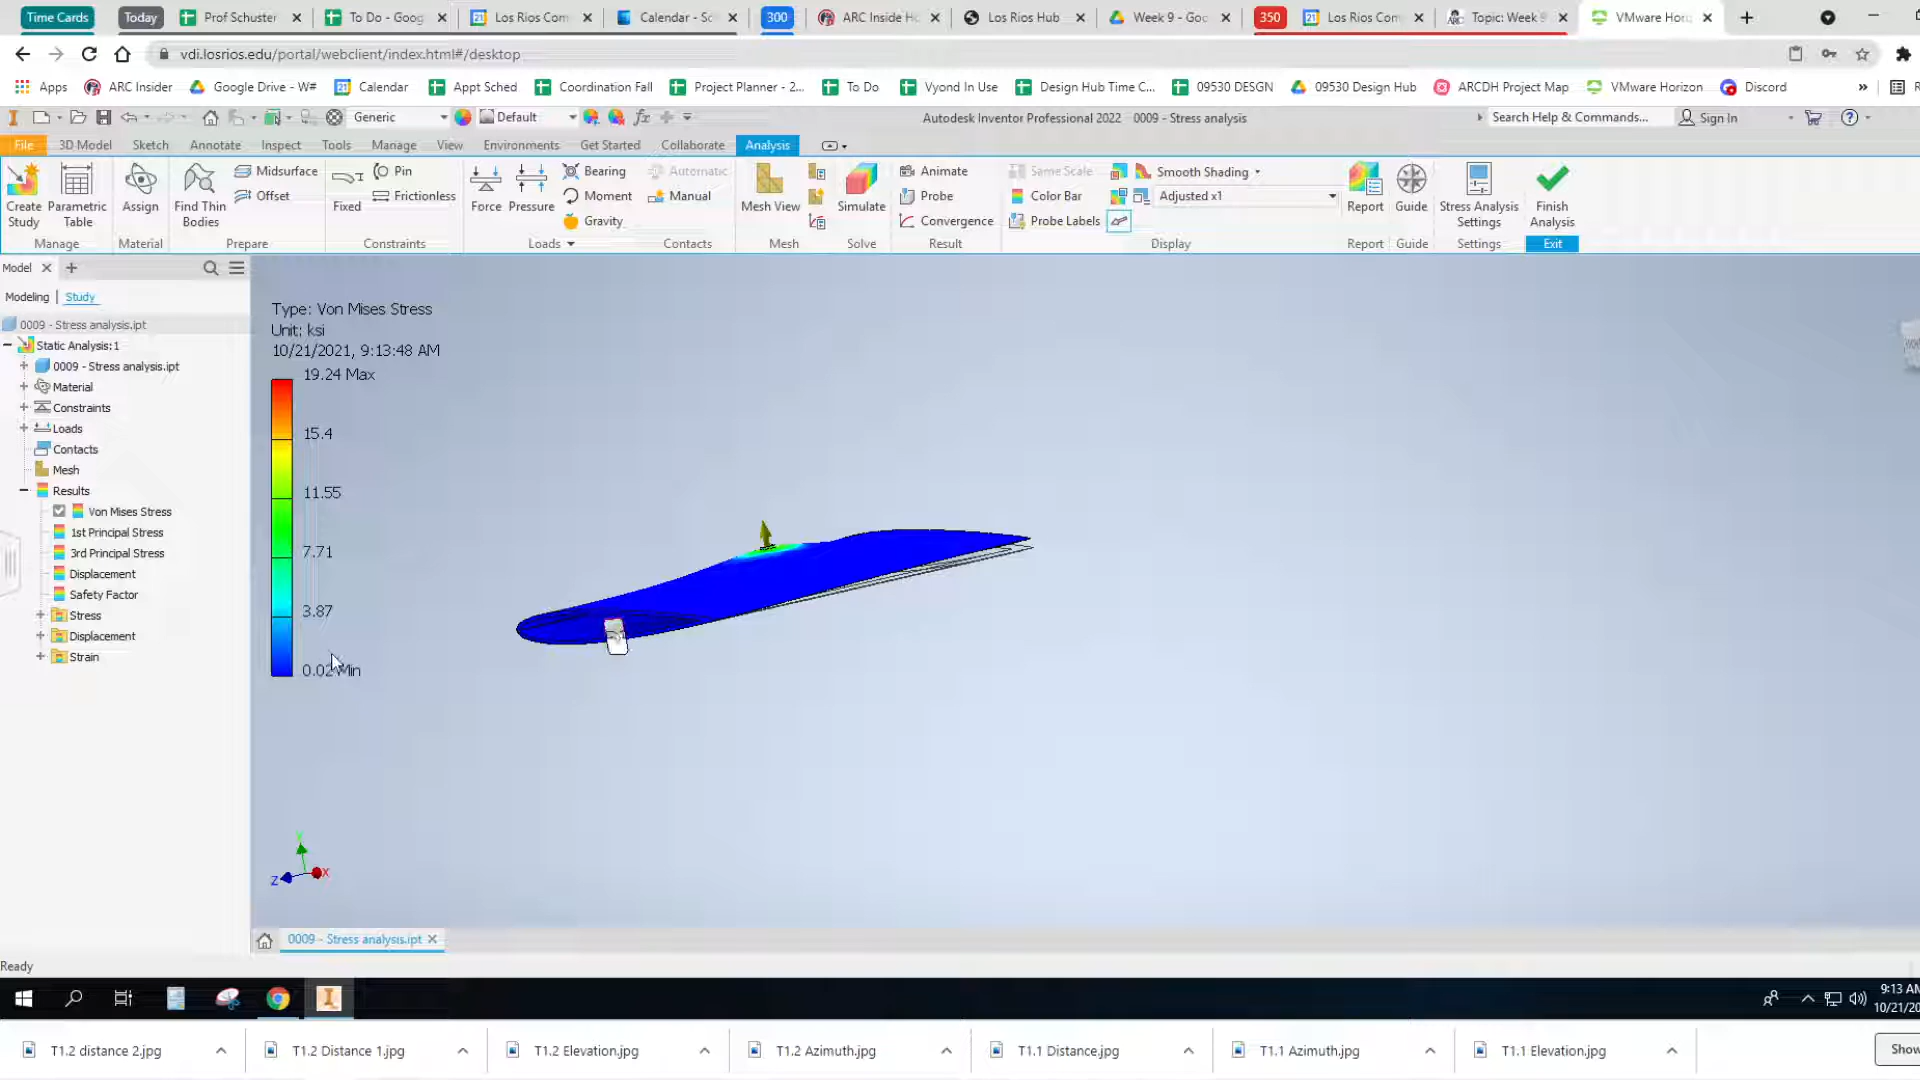 Time Cards Today Prof Schuster To Do - Goog Los Rios Com Calendar - Sc 300 ARC Inside Ho Los Rios Hub Week 9 - Goo 350 Los Rios Com Topic: Week 9 VMware Hori
vdi.losrios.edu/portal/webclient/index.html#/desktop
Apps ARC Insider Google Drive - W# Calendar Appt Sched Coordination Fall Project Planner - 2... To Do Vyond In Use Design Hub Time C... 09530 DESGN 09530 Design Hub ARCDH Project Map VMware Horizon Discord »
Generic Default fx Autodesk Inventor Professional 2022 0009 - Stress analysis Search Help & Commands... Sign In
File 3D Model Sketch Annotate Inspect Tools Manage View Environments Get Started Collaborate Analysis
Midsurface Pin Bearing Automatic Animate Same Scale Smooth Shading
Offset Frictionless Moment Manual Probe Color Bar Adjusted x1
Gravity Convergence Probe Labels
Create Study Parametric Table Assign Find Thin Bodies Fixed Force Pressure Mesh View Simulate Report Guide Stress Analysis Settings Finish Analysis
Manage Material Prepare Constraints Loads Contacts Mesh Solve Result Display Report Guide Settings Exit
Model
Modeling Study
0009 - Stress analysis.ipt
Static Analysis:1
0009 - Stress analysis.ipt
Material
Constraints
Loads
Contacts
Mesh
Results
Von Mises Stress
1st Principal Stress
3rd Principal Stress
Displacement
Safety Factor
Stress
Displacement
Strain
Type: Von Mises Stress
Unit: ksi
10/21/2021, 9:13:48 AM
19.24 Max
15.4
11.55
7.71
3.87
0.02 Min
Y
Z X
0009 - Stress analysis.ipt
Ready
9:13 AM
10/21/20
T1.2 distance 2.jpg T1.2 Distance 1.jpg T1.2 Elevation.jpg T1.2 Azimuth.jpg T1.1 Distance.jpg T1.1 Azimuth.jpg T1.1 Elevation.jpg Show